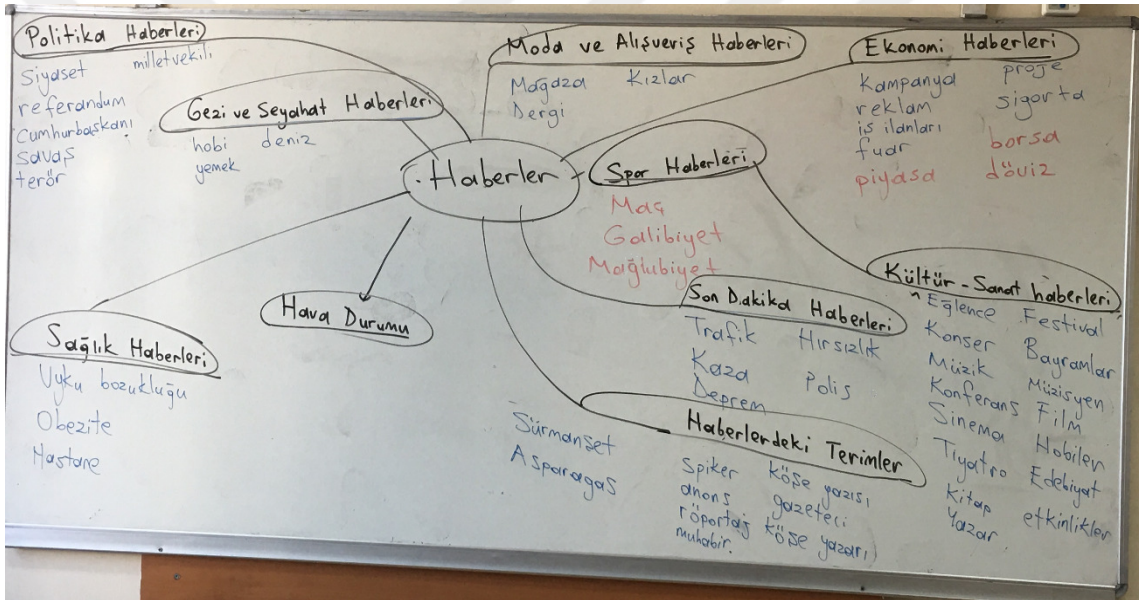 Politika Haberleri
Siyaset milletvekili
referandum
Cumhurbaşkanı
savaş
terör
Gezi ve Seyahat Haberleri
hobi deniz
yemek
Moda ve Alışveriş Haberleri
Mağaza Kızlar
Dergi
Ekonomi Haberleri
Kampanya proje
reklam sigorta
iş ilanları borsa
fuar döviz
piyasa
Haberler
Spor Haberleri
Maç
Galibiyet
Mağlubiyet
Kültür-Sanat haberleri
Eğlence Festival
Konser Bayramlar
Müzik Müzisyen
Konferans Film
Sinema Hobiler
Tiyatro Edebiyat
Kitap etkinlikler
Yazar
Son Dakika Haberleri
Trafik Hırsızlık
Kaza Polis
Deprem
Hava Durumu
Sağlık Haberleri
Uyku bozukluğu
Obezite
Hastane
Haberlerdeki Terimler
Sürmanşet
Asparagas
Spiker köşe yazısı
anons gazeteci
röportaj köşe yazarı
muhabir.